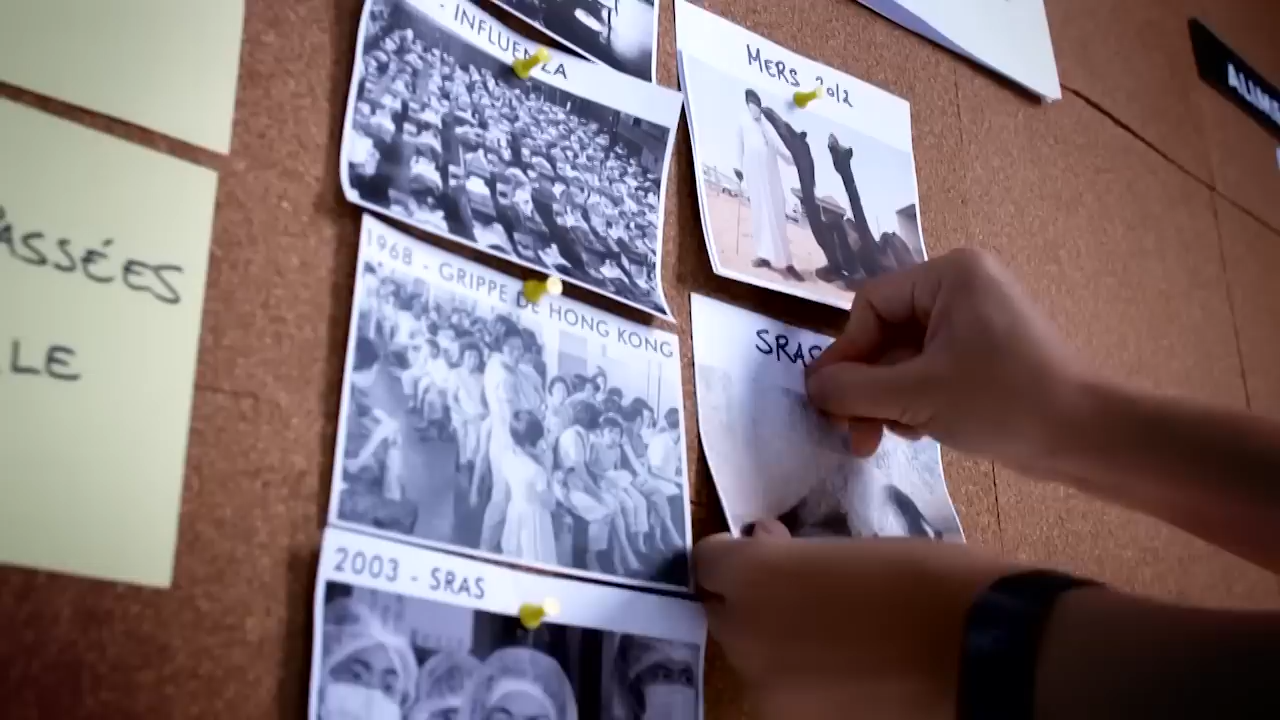 ASSÉES
LE
- INFLUENZA
1968 - GRIPPE DE HONG KONG
2003 - SRAS
MERS 2012
SRAS